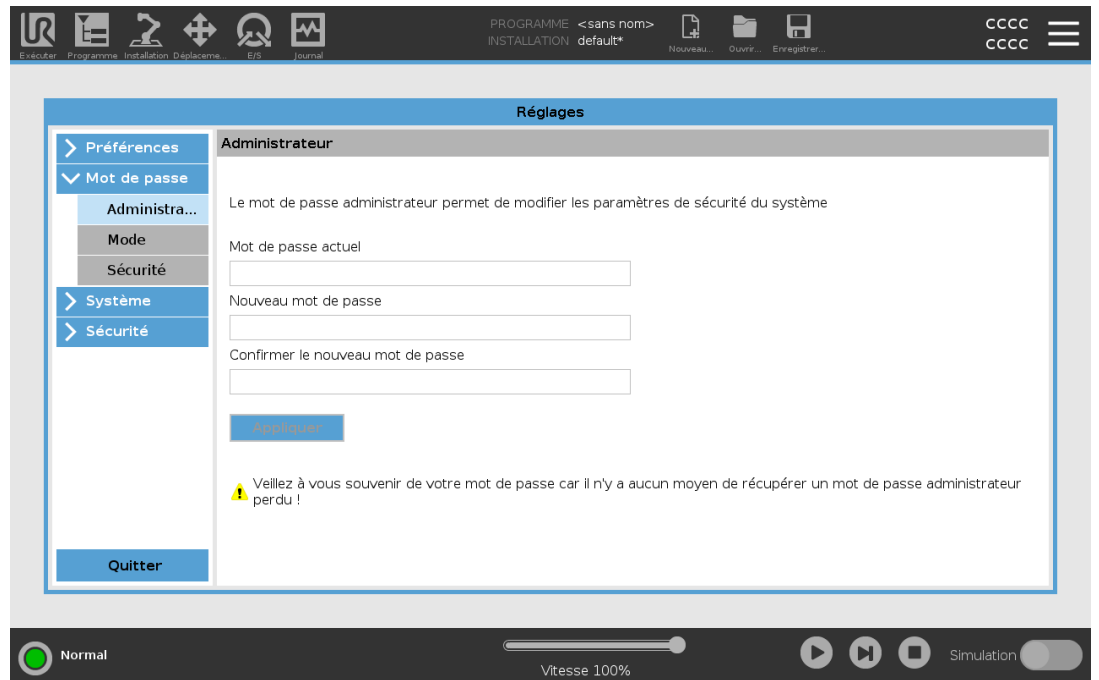 PROGRAMME <sans nom>
INSTALLATION default*
cccc
cccc
Exécuter Programme Installation Déplaceme... E/S Journal
Nouveau... Ouvrir... Enregistrer...
Réglages
Préférences
Mot de passe
Administra...
Mode
Sécurité
Système
Sécurité
Quitter
Administrateur
Le mot de passe administrateur permet de modifier les paramètres de sécurité du système
Mot de passe actuel
Nouveau mot de passe
Confirmer le nouveau mot de passe
Appliquer
Veillez à vous souvenir de votre mot de passe car il n'y a aucun moyen de récupérer un mot de passe administrateur
perdu !
Normal
Vitesse 100%
Simulation